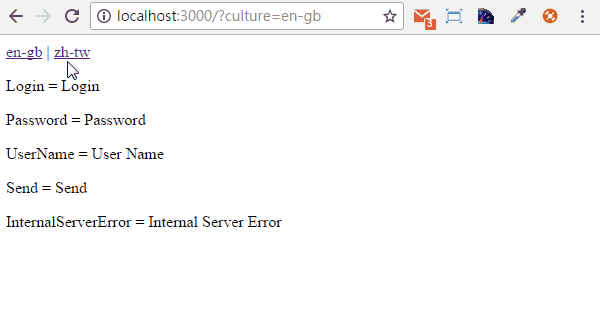 localhost:3000/?culture=en-gb
3
en-gb | zh-tw
Login = Login
Password = Password
UserName = User Name
Send = Send
InternalServerError = Internal Server Error